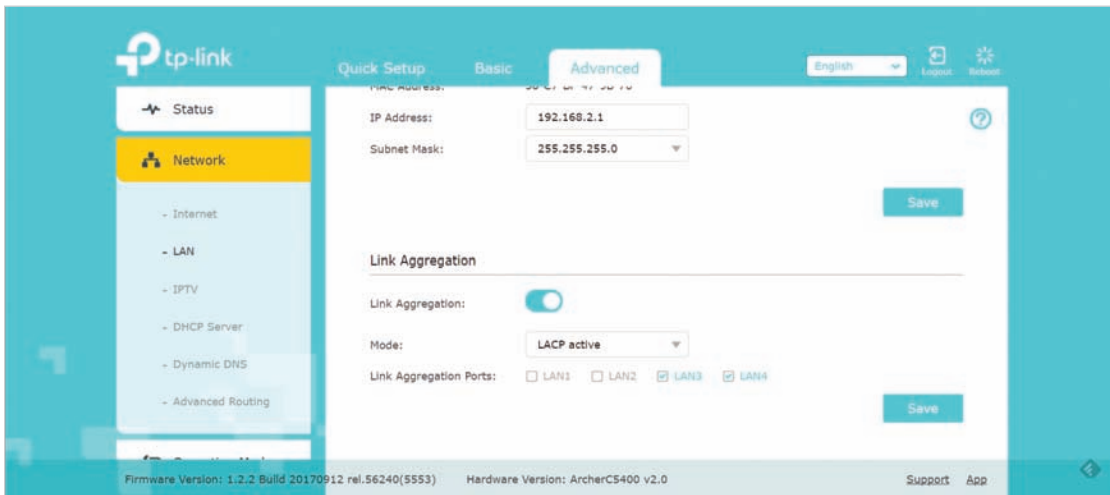 tp-link
Quick Setup Basic Advanced
English Logout Reboot
Status
Network
- Internet
- LAN
- IPTV
- DHCP Server
- Dynamic DNS
- Advanced Routing
MAC Address:
IP Address: 192.168.2.1
Subnet Mask: 255.255.255.0
Save
Link Aggregation
Link Aggregation:
Mode: LACP active
Link Aggregation Ports: LAN1 LAN2 LAN3 LAN4
Save
Firmware Version: 1.2.2 Build 20170912 rel.56240(5553) Hardware Version: ArcherC5400 v2.0 Support App